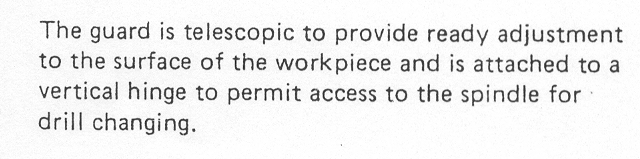 The guard is telescopic to provide ready adjustment
to the surface of the workpiece and is attached to a
vertical hinge to permit access to the spindle for
drill changing.